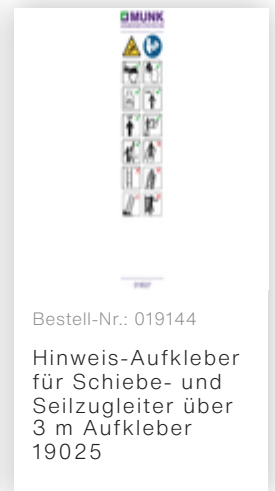 MUNK
Bestell-Nr.: 019144
Hinweis-Aufkleber
für Schiebe- und
Seilzugleiter über
3 m Aufkleber
19025